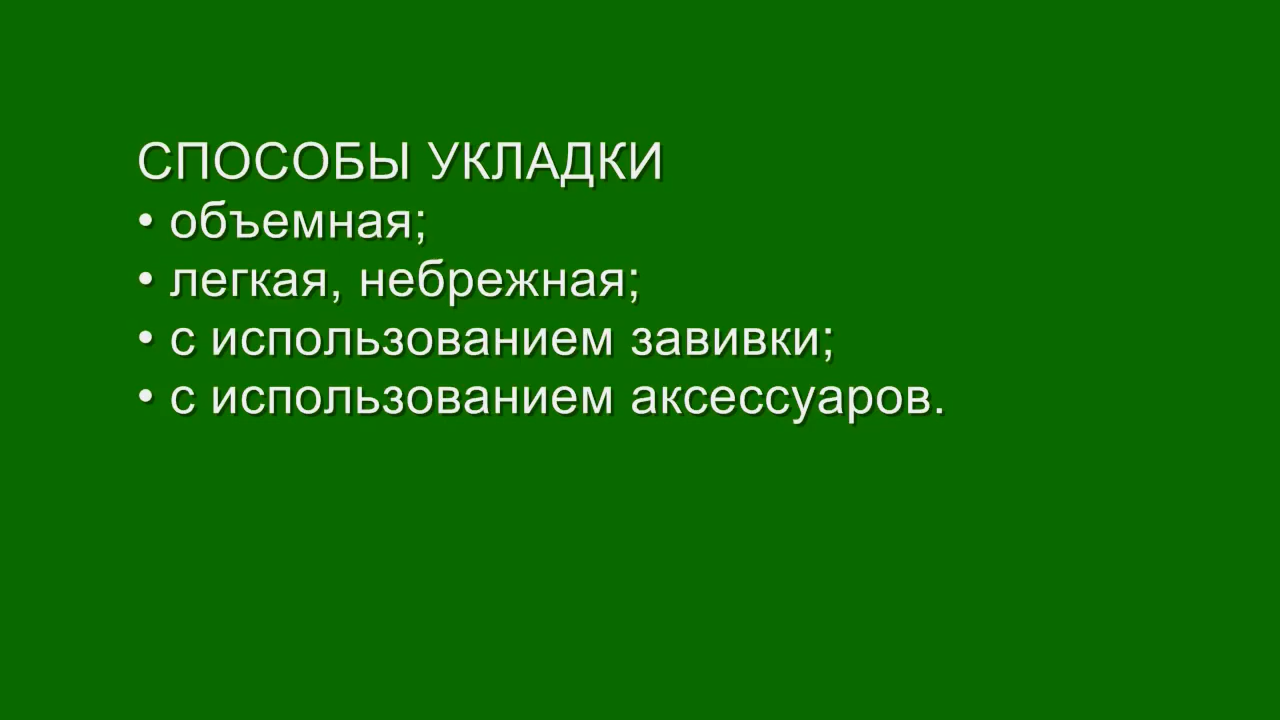 СПОСОБЫ УКЛАДКИ
• объемная;
• легкая, небрежная;
• с использованием завивки;
• с использованием аксессуаров.